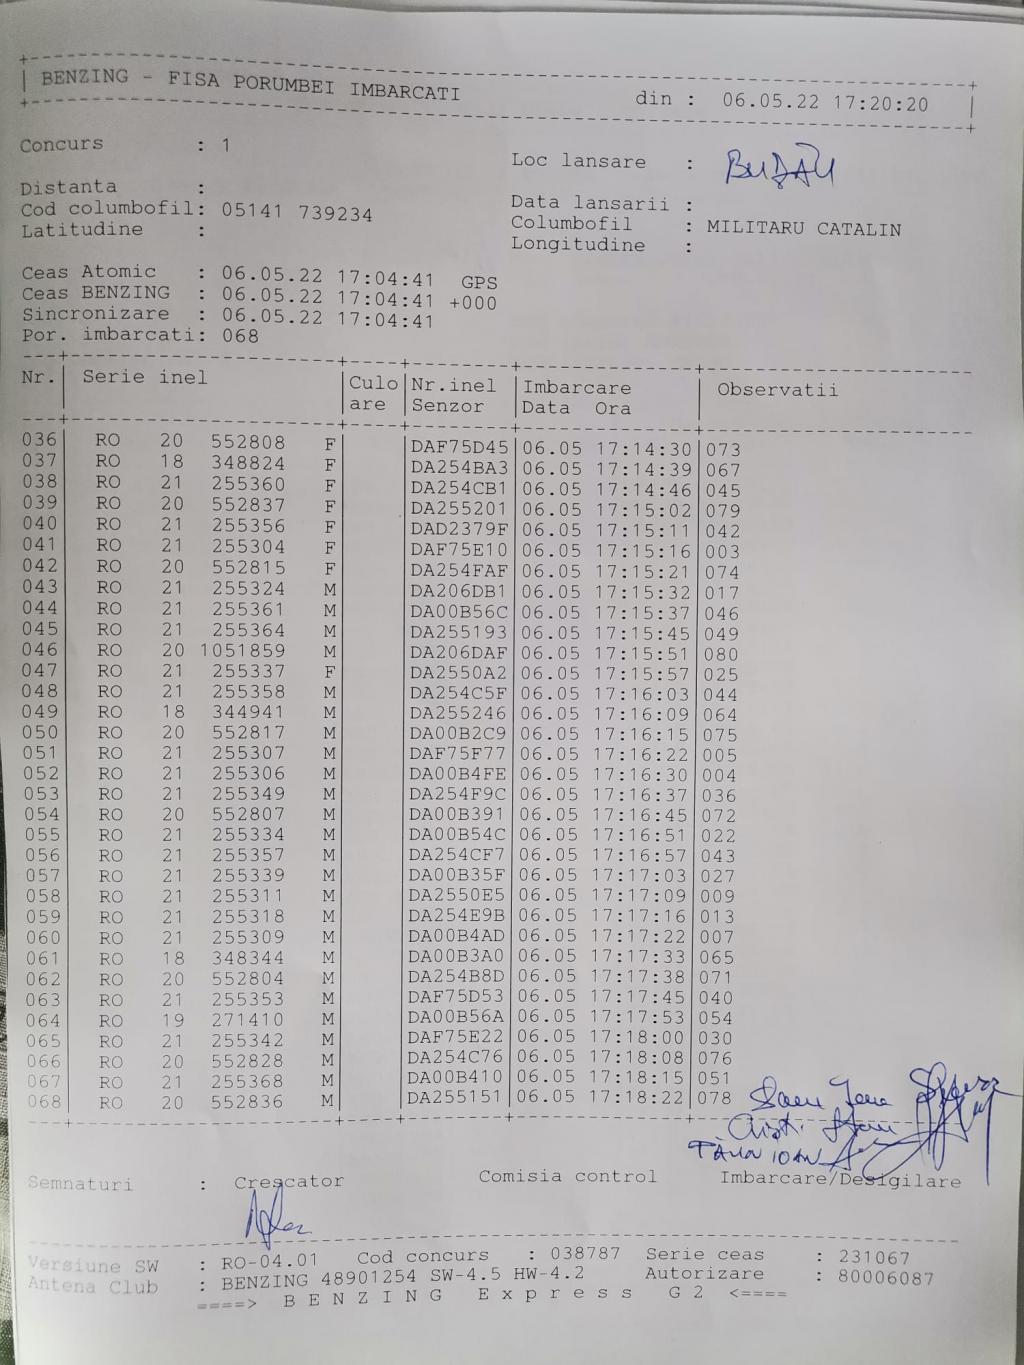 BENZING - FISA PORUMBEI IMBARCATI din : 06.05.22 17:20:20
Concurs : 1
Loc lansare :
Distanta :
Data lansarii :
Cod columbofil: 05141 739234
Columbofil : MILITARU CATALIN
Latitudine :
Longitudine :
Ceas Atomic : 06.05.22 17:04:41 GPS
Ceas BENZING : 06.05.22 17:04:41 +000
Sincronizare : 06.05.22 17:04:41
Por. imbarcati: 068
Nr. Serie inel Culo Nr.inel Imbarcare Observatii
are Senzor Data Ora
036 RO 20 552808 F DAF75D45 06.05 17:14:30 073
037 RO 18 348824 F DA254BA3 06.05 17:14:39 067
038 RO 21 255360 F DA254CB1 06.05 17:14:46 045
039 RO 20 552837 F DA255201 06.05 17:15:02 079
040 RO 21 255356 F DAD2379F 06.05 17:15:11 042
041 RO 21 255304 F DAF75E10 06.05 17:15:16 003
042 RO 20 552815 F DA254FAF 06.05 17:15:21 074
043 RO 21 255324 M DA206DB1 06.05 17:15:32 017
044 RO 21 255361 M DA00B56C 06.05 17:15:37 046
045 RO 21 255364 M DA255193 06.05 17:15:45 049
046 RO 20 1051859 M DA206DAF 06.05 17:15:51 080
047 RO 21 255337 F DA2550A2 06.05 17:15:57 025
048 RO 21 255358 M DA254C5F 06.05 17:16:03 044
049 RO 18 344941 M DA255246 06.05 17:16:09 064
050 RO 20 552817 M DA00B2C9 06.05 17:16:15 075
051 RO 21 255307 M DAF75F77 06.05 17:16:22 005
052 RO 21 255306 M DA00B4FE 06.05 17:16:30 004
053 RO 21 255349 M DA254F9C 06.05 17:16:37 036
054 RO 20 552807 M DA00B391 06.05 17:16:45 072
055 RO 21 255334 M DA00B54C 06.05 17:16:51 022
056 RO 21 255357 M DA254CF7 06.05 17:16:57 043
057 RO 21 255339 M DA00B35F 06.05 17:17:03 027
058 RO 21 255311 M DA2550E5 06.05 17:17:09 009
059 RO 21 255318 M DA254E9B 06.05 17:17:16 013
060 RO 21 255309 M DA00B4AD 06.05 17:17:22 007
061 RO 18 348344 M DA00B3A0 06.05 17:17:33 065
062 RO 20 552804 M DA254B8D 06.05 17:17:38 071
063 RO 21 255353 M DAF75D53 06.05 17:17:45 040
064 RO 19 271410 M DA00B56A 06.05 17:17:53 054
065 RO 21 255342 M DAF75E22 06.05 17:18:00 030
066 RO 20 552828 M DA254C76 06.05 17:18:08 076
067 RO 21 255368 M DA00B410 06.05 17:18:15 051
068 RO 20 552836 M DA255151 06.05 17:18:22 078
IOAN
Semnaturi : Crescator Comisia control Imbarcare/Desigilare
Versiune SW : RO-04.01 Cod concurs : 038787 Serie ceas : 231067
Antena Club : BENZING 48901254 SW-4.5 HW-4.2 Autorizare : 80006087
====> BENZING Express G2 <====